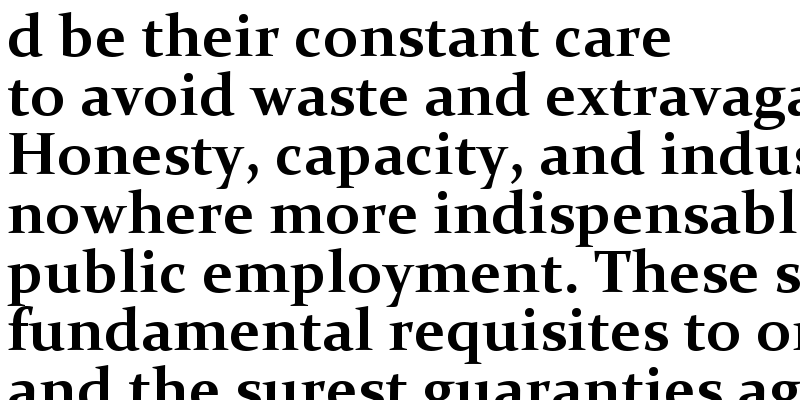 d be their constant care
to avoid waste and extravaga
Honesty, capacity, and indus
nowhere more indispensabl
public employment. These s
fundamental requisites to or
and the surest guaranties ag